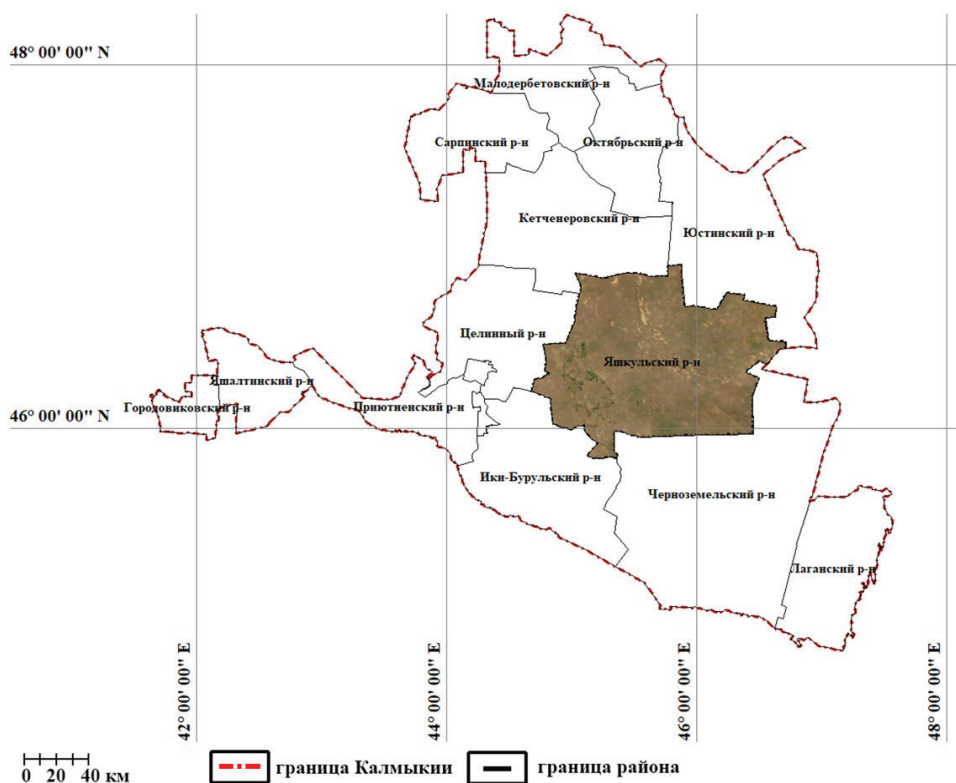 48° 00' 00" N
Малодербетовский р-н
Сарпинский р-н
Октябрьский р-н
Кетченеровский р-н
Юстинский р-н
Целинный р-н
Яшкульский р-н
Яшалтинский р-н
Городовиковский р-н
Приютненский р-н
46° 00' 00" N
Ики-Бурульский р-н
Черноземельский р-н
Лаганский р-н
42° 00' 00" E
44° 00' 00" E
46° 00' 00" E
48° 00' 00" E
0 20 40 км
граница Калмыкии
граница района